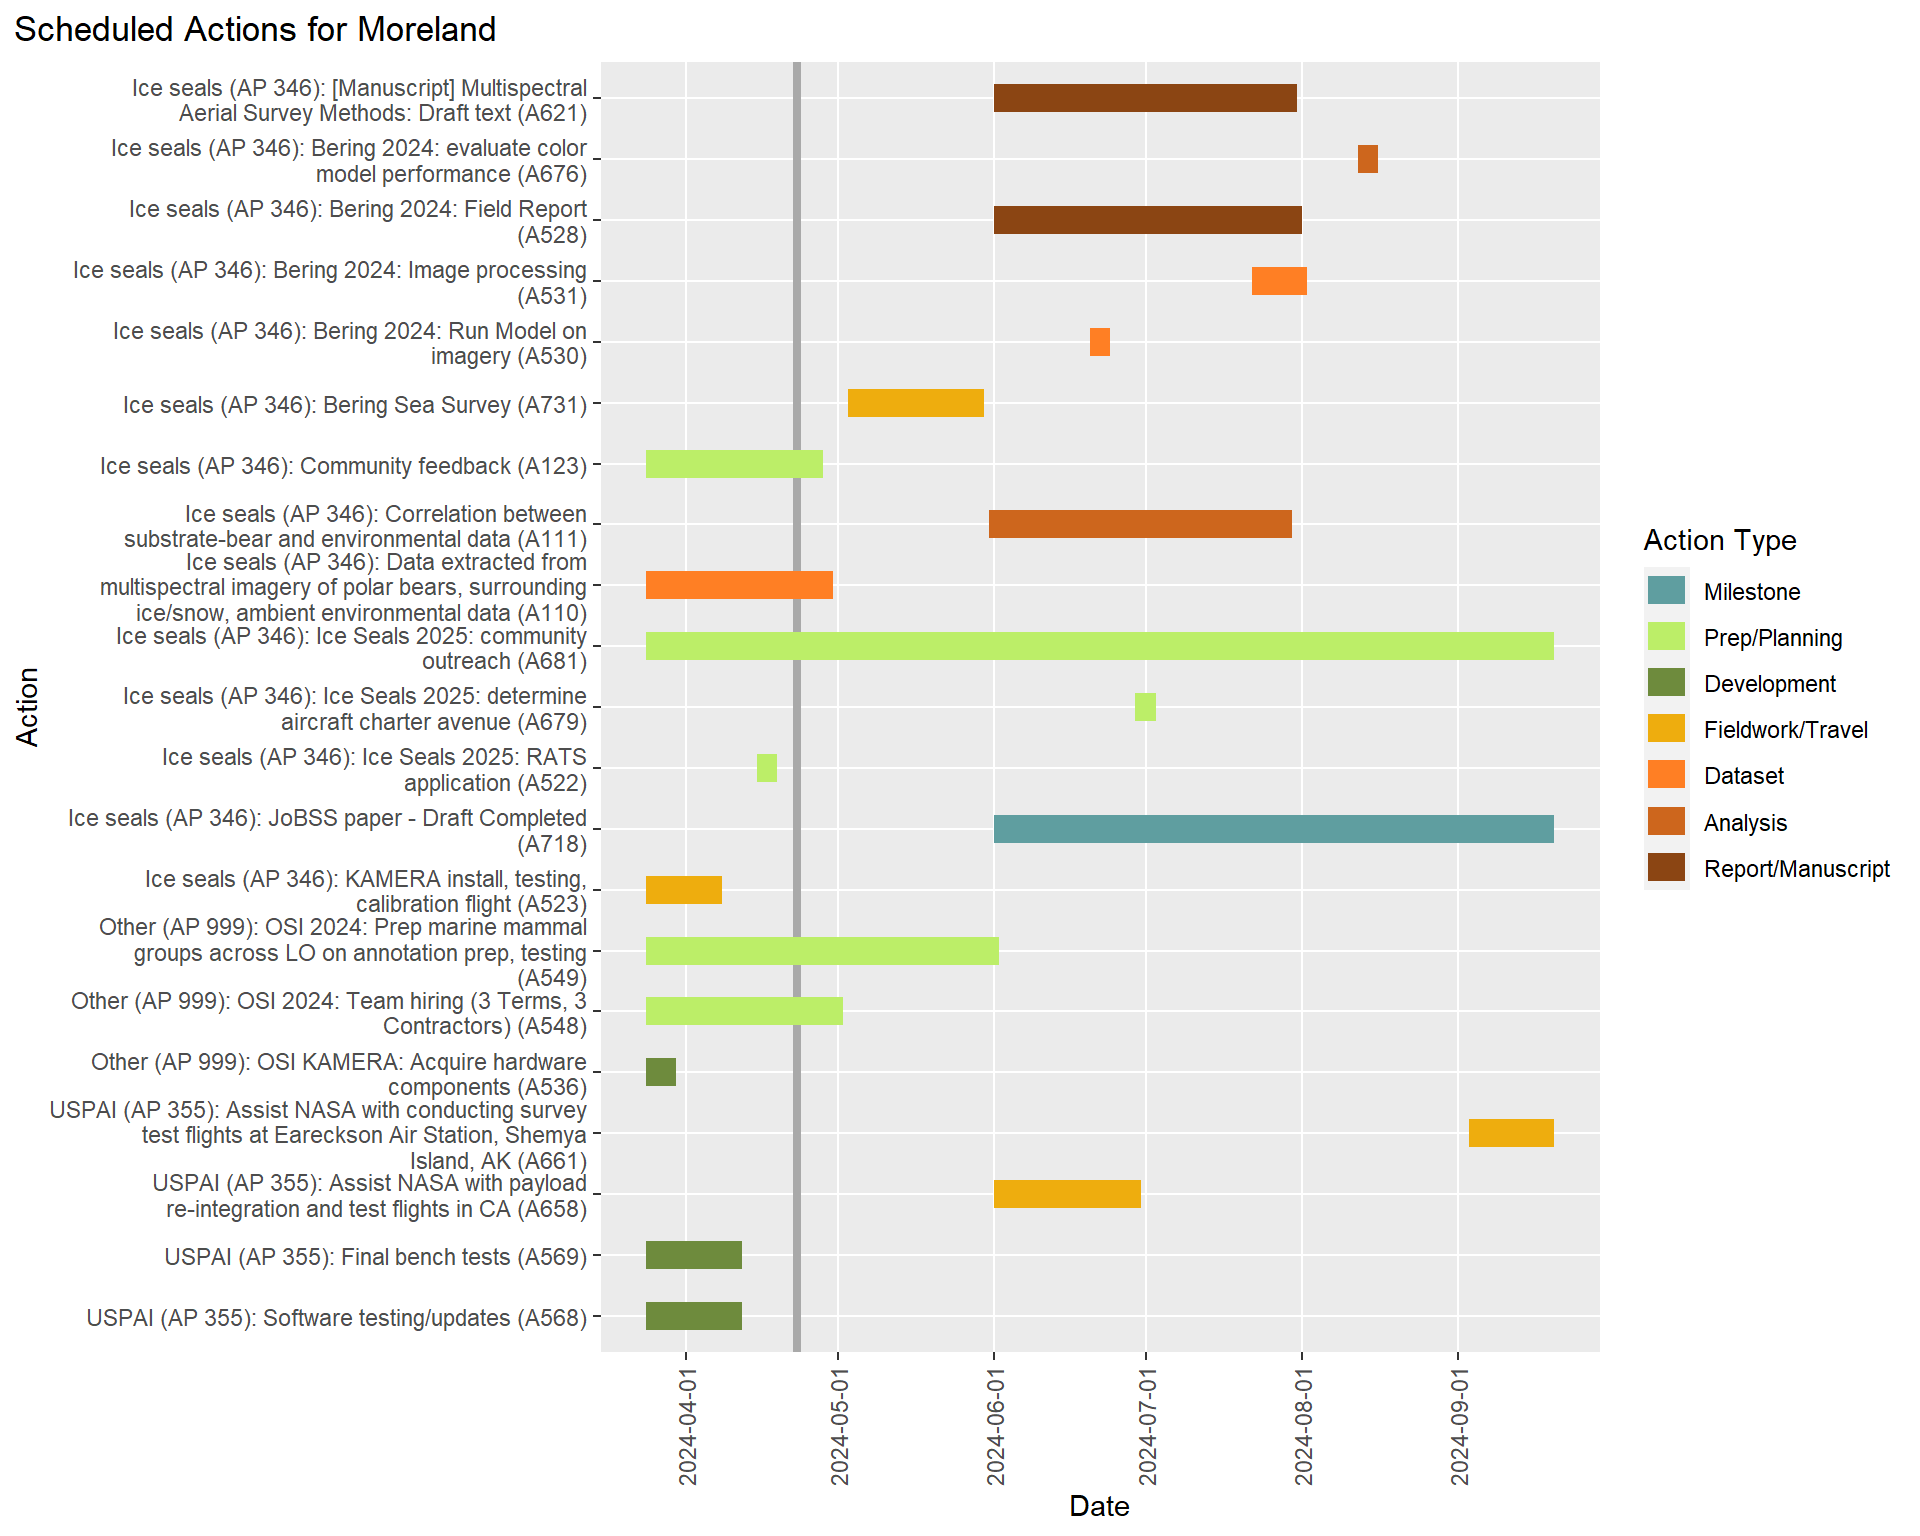 Scheduled Actions for Moreland
Ice seals (AP 346): [Manuscript] Multispectral
Aerial Survey Methods: Draft text (A621)
Ice seals (AP 346): Bering 2024: evaluate color
model performance (A676)
Ice seals (AP 346): Bering 2024: Field Report
(A528)
Ice seals (AP 346): Bering 2024: Image processing
(A531)
Ice seals (AP 346): Bering 2024: Run Model on
imagery (A530)
Ice seals (AP 346): Bering Sea Survey (A731)
Ice seals (AP 346): Community feedback (A123)
Ice seals (AP 346): Correlation between
substrate-bear and environmental data (A111)
Ice seals (AP 346): Data extracted from
multispectral imagery of polar bears, surrounding
ice/snow, ambient environmental data (A110)
Ice seals (AP 346): Ice Seals 2025: community
outreach (A681)
Ice seals (AP 346): Ice Seals 2025: determine
aircraft charter avenue (A679)
Ice seals (AP 346): Ice Seals 2025: RATS
application (A522)
Ice seals (AP 346): JoBSS paper - Draft Completed
(A718)
Ice seals (AP 346): KAMERA install, testing,
calibration flight (A523)
Other (AP 999): OSI 2024: Prep marine mammal
groups across LO on annotation prep, testing
(A549)
Other (AP 999): OSI 2024: Team hiring (3 Terms, 3
Contractors) (A548)
Other (AP 999): OSI KAMERA: Acquire hardware
components (A536)
USPAI (AP 355): Assist NASA with conducting survey
test flights at Eareckson Air Station, Shemya
Island, AK (A661)
USPAI (AP 355): Assist NASA with payload
re-integration and test flights in CA (A658)
USPAI (AP 355): Final bench tests (A569)
USPAI (AP 355): Software testing/updates (A568)
Action
2024-04-01
2024-05-01
2024-06-01
2024-07-01
2024-08-01
2024-09-01
Date
Action Type
Milestone
Prep/Planning
Development
Fieldwork/Travel
Dataset
Analysis
Report/Manuscript